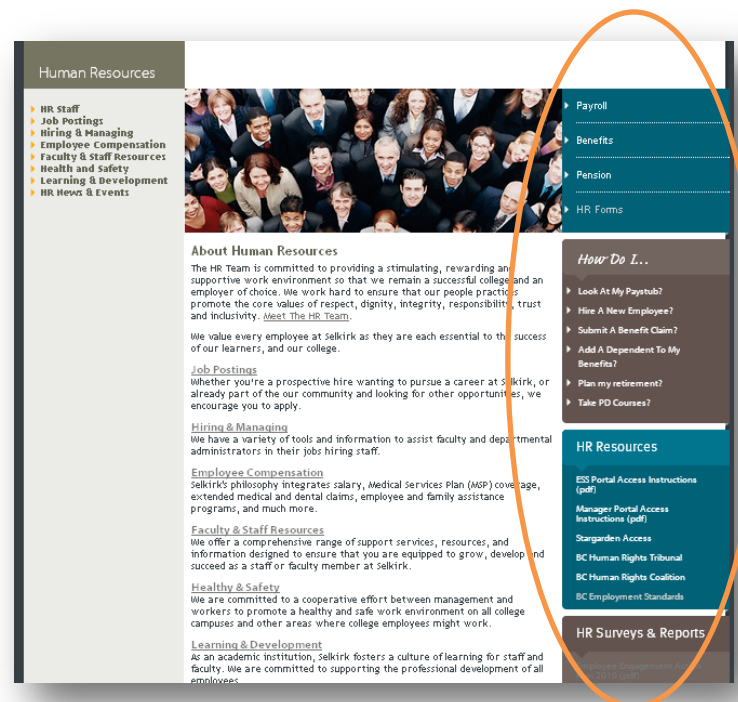 Human Resources
HR Staff
Job Postings
Hiring & Managing
Employee Compensation
Faculty & Staff Resources
Health and Safety
Learning & Development
HR News & Events
About Human Resources
The HR Team is committed to providing a stimulating, rewarding and
supportive work environment so that we remain a successful college and an
employer of choice. We work hard to ensure that our people practices
promote the core values of respect, dignity, integrity, responsibility, trust
and inclusivity. Meet The HR Team.
We value every employee at Selkirk as they are each essential to the success
of our learners, and our college.
Job Postings
Whether you're a prospective hire wanting to pursue a career at Selkirk, or
already part of the our community and looking for other opportunities, we
encourage you to apply.
Hiring & Managing
We have a variety of tools and information to assist faculty and departmental
administrators in their jobs hiring staff.
Employee Compensation
Selkirk's philosophy integrates salary, Medical Services Plan (MSP) coverage,
extended medical and dental claims, employee and family assistance
programs, and much more.
Faculty & Staff Resources
We offer a comprehensive range of support services, resources, and
information designed to ensure that you are equipped to grow, develop and
succeed as a staff or faculty member at Selkirk.
Healthy & Safety
We are committed to a cooperative effort between management and
workers to promote a healthy and safe work environment on all college
campuses and other areas where college employees might work.
Learning & Development
As an academic institution, Selkirk fosters a culture of learning for staff and
faculty. We are committed to supporting the professional development of all
employees
Payroll
Benefits
Pension
HR Forms
How Do I...
Look At My Paystub?
Hire A New Employee?
Submit A Benefit Claim?
Add A Dependent To My
Benefits?
Plan my retirement?
Take PD Courses?
HR Resources
ESS Portal Access Instructions
(pdf)
Manager Portal Access
Instructions (pdf)
Stargarden Access
BC Human Rights Tribunal
BC Human Rights Coalition
BC Employment Standards
HR Surveys & Reports
Employee Engagement
2010 (pdf)